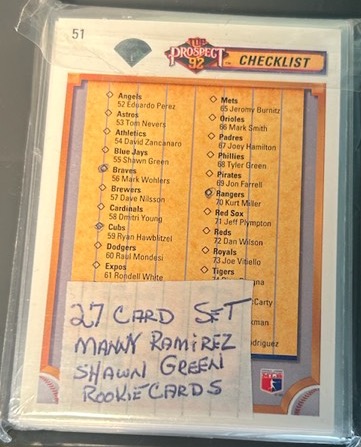 51
TOP
PROSPECT
92
CHECKLIST
Angels
52 Eduardo Perez
Astros
53 Tom Nevers
Athletics
54 David Zancanaro
Blue Jays
55 Shawn Green
Braves
56 Mark Wohlers
Brewers
57 Dave Nilsson
Cardinals
58 Dmitri Young
Cubs
59 Ryan Hawblitzel
Dodgers
60 Raul Mondesi
Expos
61 Rondell White
Mets
65 Jeromy Burnitz
Orioles
66 Mark Smith
Padres
67 Joey Hamilton
Phillies
68 Tyler Green
Pirates
69 Jon Farrell
Rangers
70 Kurt Miller
Red Sox
71 Jeff Plympton
Reds
72 Dan Wilson
Royals
73 Joe Vitiello
Tigers
27 CARD SET
MANNY RAMIREZ
SHAWN GREEN
ROOKIE CARDS